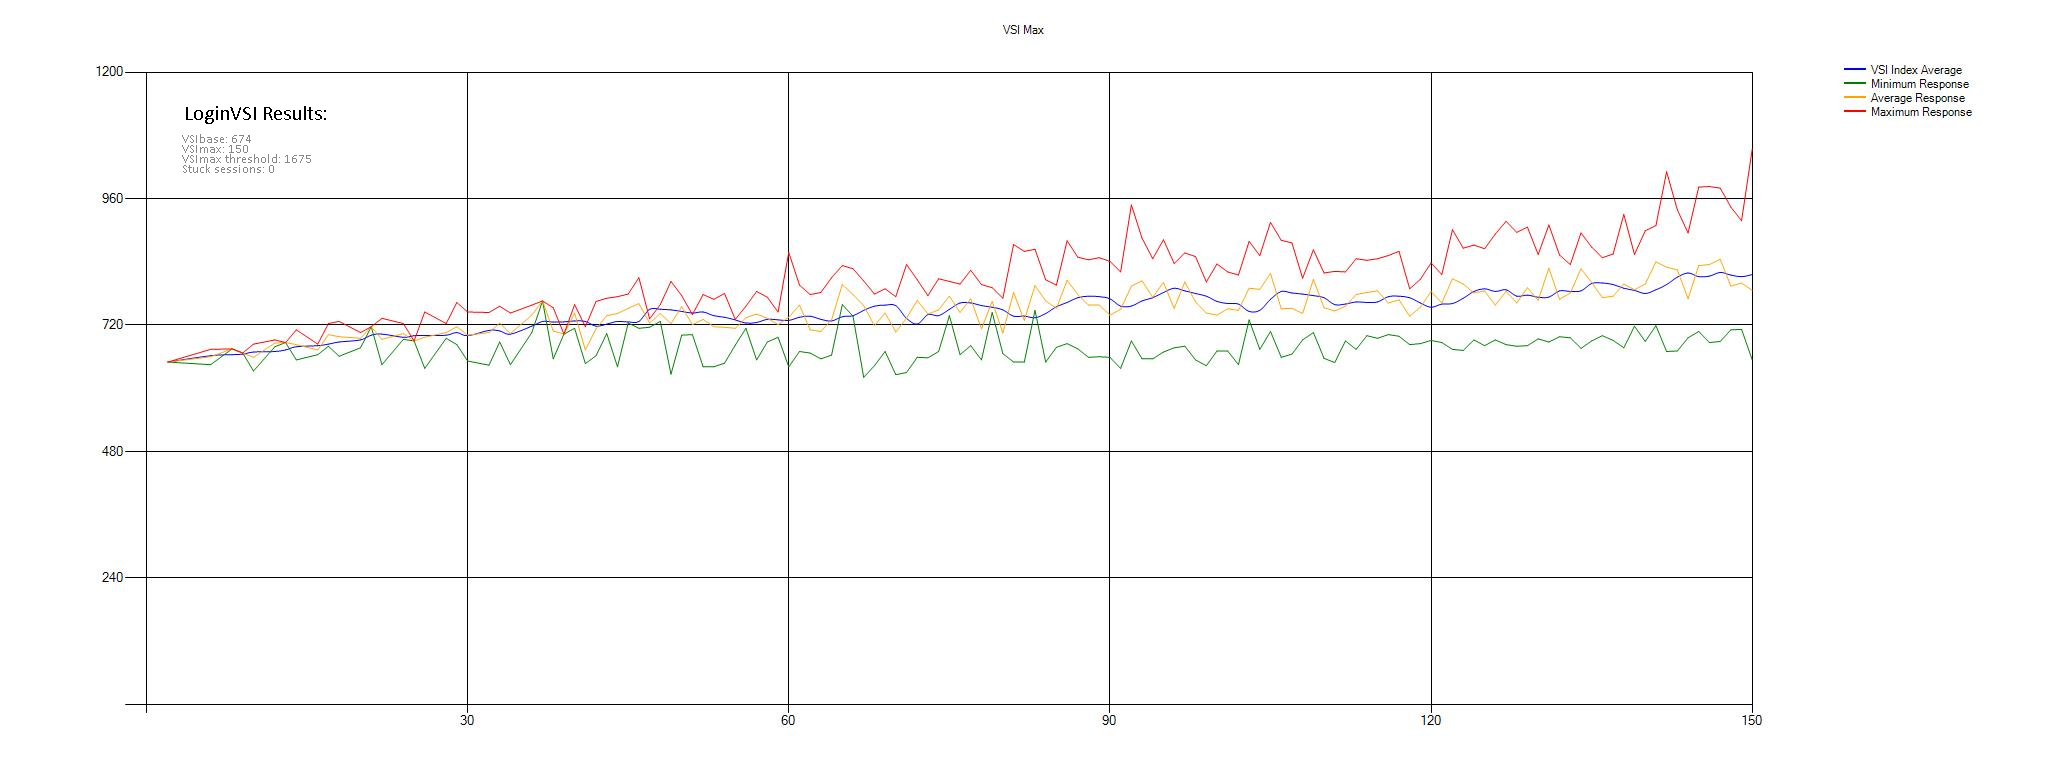 VSI Max
1200
960
720
480
240
LoginVSI Results:
VSIbase: 674
VSImax: 150
VSImax threshold: 1675
Stuck sessions: 0
VSI Index Average
Minimum Response
Average Response
Maximum Response
30
60
90
120
150